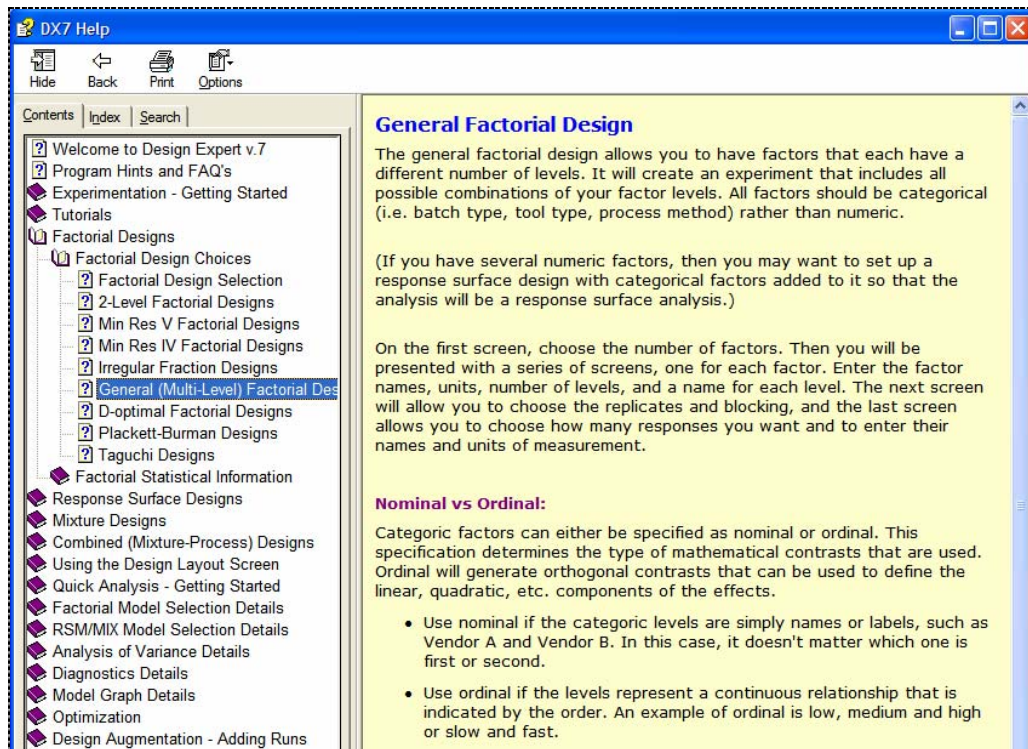 DX7 Help
Hide Back Print Options
Contents Index Search
Welcome to Design Expert v.7
Program Hints and FAQ's
Experimentation - Getting Started
Tutorials
Factorial Designs
Factorial Design Choices
Factorial Design Selection
2-Level Factorial Designs
Min Res V Factorial Designs
Min Res IV Factorial Designs
Irregular Fraction Designs
General (Multi-Level) Factorial Des
D-optimal Factorial Designs
Plackett-Burman Designs
Taguchi Designs
Factorial Statistical Information
Response Surface Designs
Mixture Designs
Combined (Mixture-Process) Designs
Using the Design Layout Screen
Quick Analysis - Getting Started
Factorial Model Selection Details
RSM/MIX Model Selection Details
Analysis of Variance Details
Diagnostics Details
Model Graph Details
Optimization
Design Augmentation - Adding Runs
General Factorial Design
The general factorial design allows you to have factors that each have a
different number of levels. It will create an experiment that includes all
possible combinations of your factor levels. All factors should be categorical
(i.e. batch type, tool type, process method) rather than numeric.
(If you have several numeric factors, then you may want to set up a
response surface design with categorical factors added to it so that the
analysis will be a response surface analysis.)
On the first screen, choose the number of factors. Then you will be
presented with a series of screens, one for each factor. Enter the factor
names, units, number of levels, and a name for each level. The next screen
will allow you to choose the replicates and blocking, and the last screen
allows you to choose how many responses you want and to enter their
names and units of measurement.
Nominal vs Ordinal:
Categoric factors can either be specified as nominal or ordinal. This
specification determines the type of mathematical contrasts that are used.
Ordinal will generate orthogonal contrasts that can be used to define the
linear, quadratic, etc. components of the effects.
• Use nominal if the categoric levels are simply names or labels, such as
Vendor A and Vendor B. In this case, it doesn't matter which one is
first or second.
• Use ordinal if the levels represent a continuous relationship that is
indicated by the order. An example of ordinal is low, medium and high
or slow and fast.